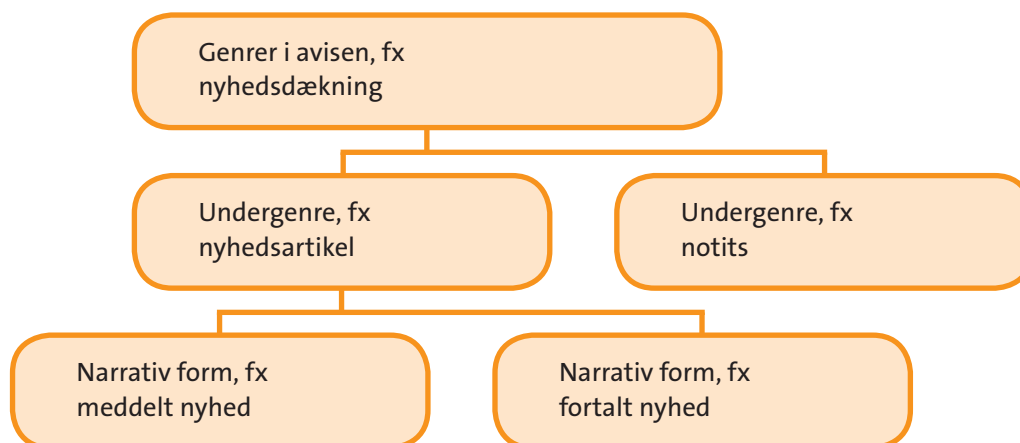 Genrer i avisen, fx
nyhedsdækning
Undergenre, fx
nyhedsartikel
Undergenre, fx
notits
Narrativ form, fx
meddelt nyhed
Narrativ form, fx
fortalt nyhed